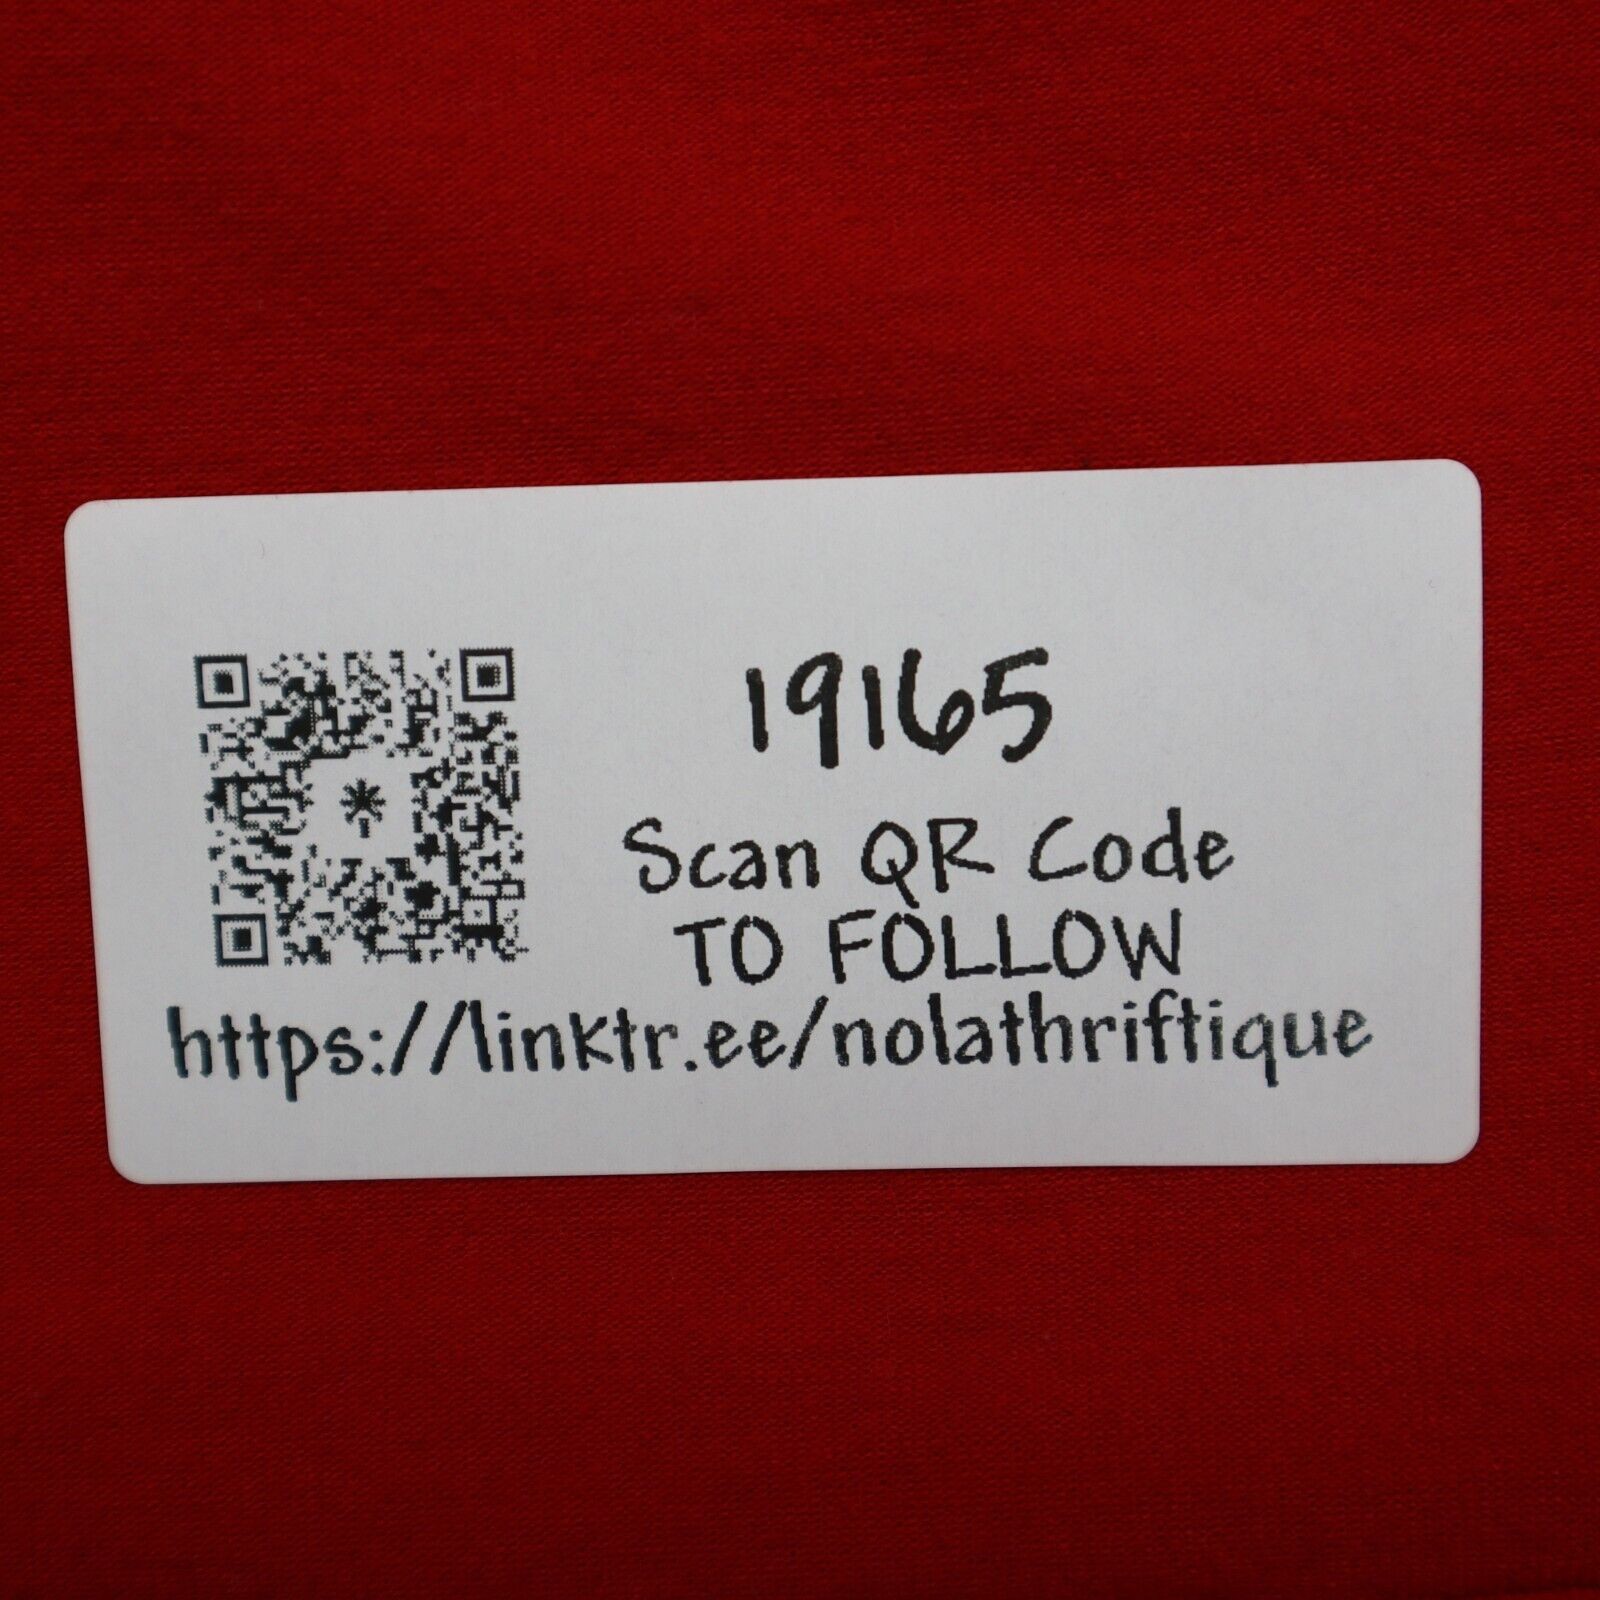 19165
Scan QR Code
TO FOLLOW
https://linktr.ee/nolathriftique